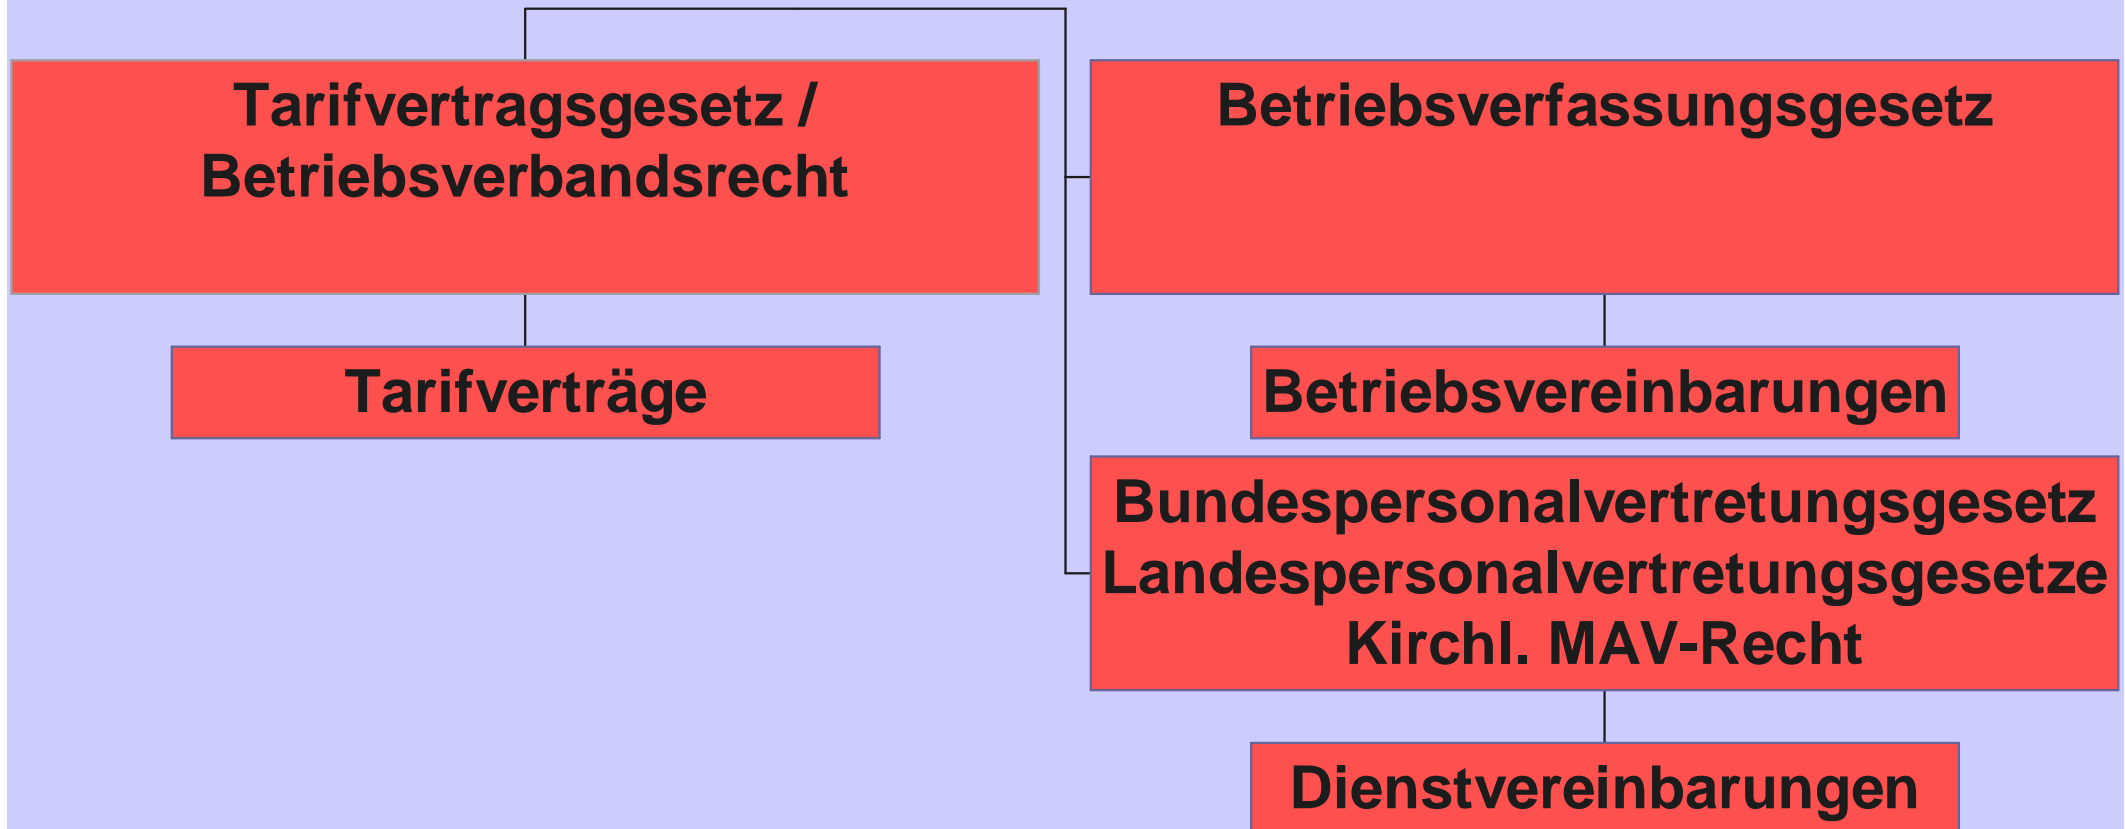 Tarifvertragsgesetz /
Betriebsverbandsrecht
Tarifverträge
Betriebsverfassungsgesetz
Betriebsvereinbarungen
Bundespersonalvertretungsgesetz
Landespersonalvertretungsgesetze
Kirchl. MAV-Recht
Dienstvereinbarungen